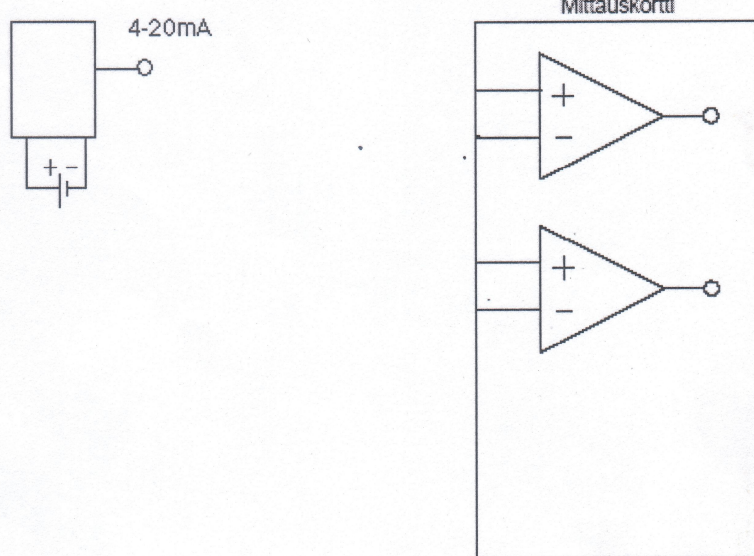 Mittauskortti
4-20mA
+ -
+
-
+
-